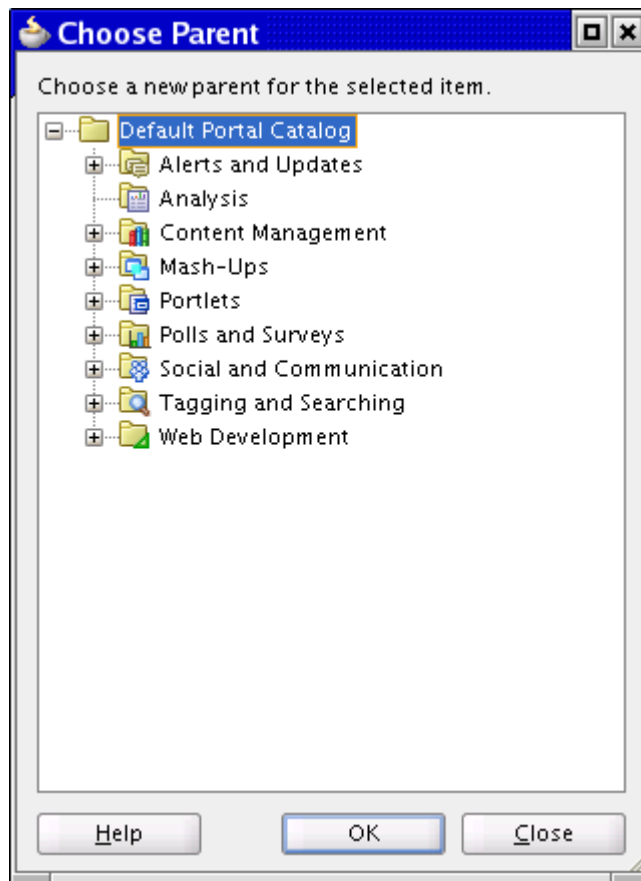 Choose Parent
Choose a new parent for the selected item.
Default Portal Catalog
Alerts and Updates
Analysis
Content Management
Mash-Ups
Portlets
Polls and Surveys
Social and Communication
Tagging and Searching
Web Development
Help OK Close